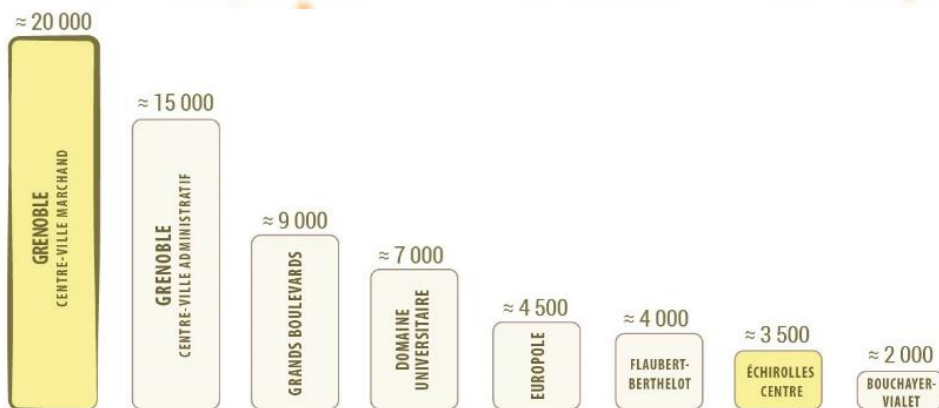 ≈ 20 000
GRENOBLE
CENTRE-VILLE MARCHAND
≈ 15 000
GRENOBLE
CENTRE-VILLE ADMINISTRATIF
≈ 9 000
GRANDS BOULEVARDS
≈ 7 000
DOMAINE
UNIVERSITAIRE
≈ 4 500
EUROPOLE
≈ 4 000
FLAUBERT-
BERTHELOT
≈ 3 500
ÉCHIROLLES
CENTRE
≈ 2 000
BOUCHAYER-
VIALLET